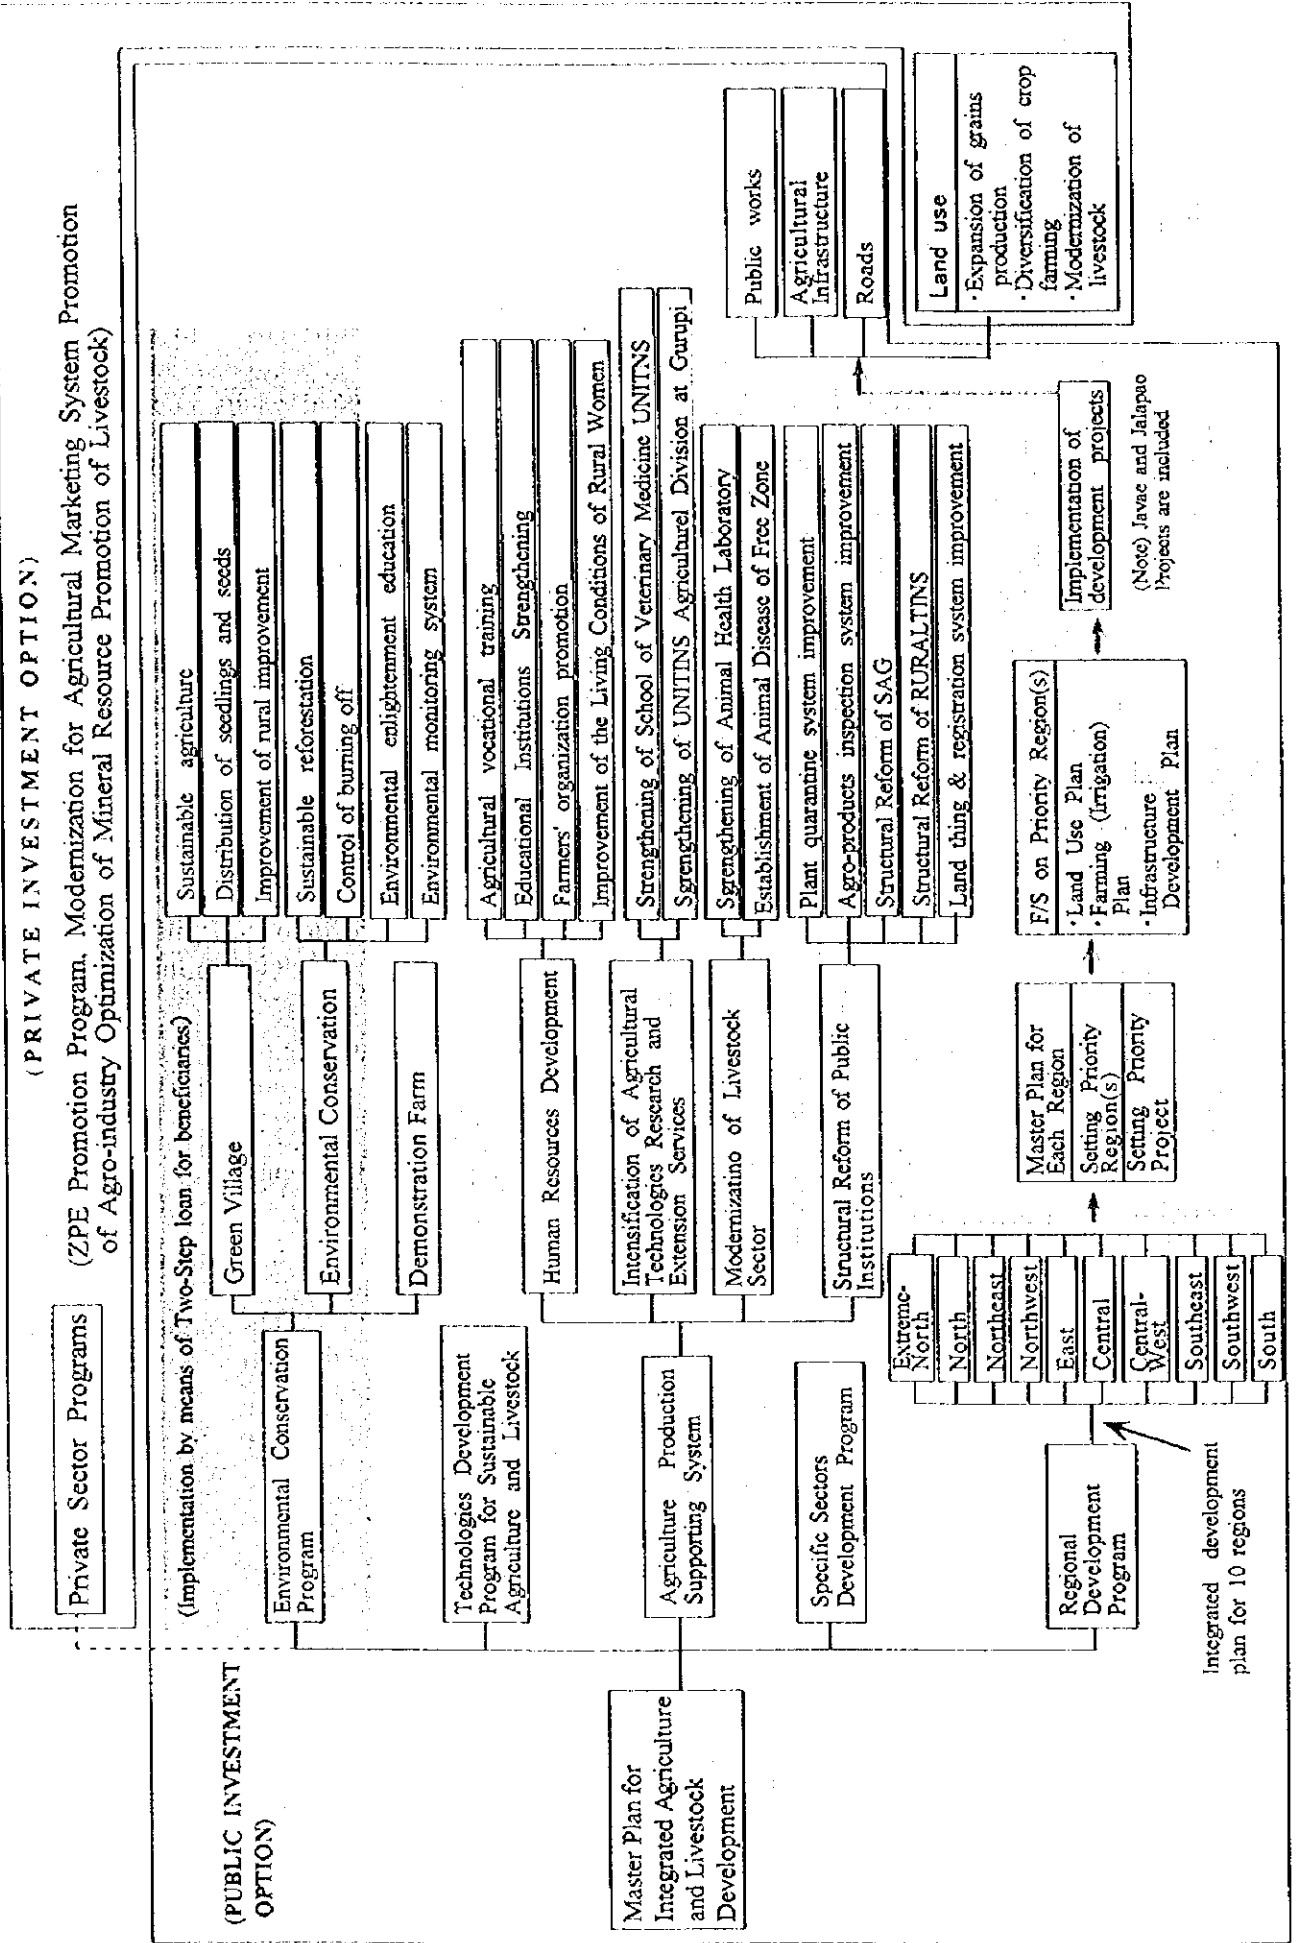 (PRIVATE INVESTMENT OPTION)
Private Sector Programs
(ZPE Promotion Program, Modernization for Agricultural Marketing System Promotion
of Agro-industry Optimization of Mineral Resource Promotion of Livestock)
(PUBLIC INVESTMENT
OPTION)
(Implementation by means of Two-Step loan for beneficiaries)
Master Plan for
Integrated Agriculture
and Livestock
Development
Environmental Conservation
Program
Green Village
Sustainable agriculture
Distribution of seedlings and seeds
Improvement of rural improvement
Environmental Conservation
Sustainable reforestation
Control of burning off
Environmental enlightenment education
Environmental monitoring system
Demonstration Farm
Technologies Development
Program for Sustainable
Agriculture and Livestock
Agriculture Production
Supporting System
Human Resources Development
Agricultural vocational training
Educational Institutions Strengthening
Farmers' organization promotion
Improvement of the Living Conditions of Rural Women
Intensification of Agricultural
Technologies Research and
Extension Services
Strengthening of School of Veterinary Medicine UNITNS
Sgrengthening of UNITINS Agriculturel Division at Gurupi
Modernizatino of Livestock
Sector
Sgrengthening of Animal Health Laboratory
Establishment of Animal Disease of Free Zone
Structural Reform of Public
Institutions
Plant quarantine system improvement
Agro-products inspection system improvement
Structural Reform of SAG
Structural Reform of RURALTINS
Land thing & registration system improvement
Specific Sectors
Development Program
Regional
Development
Program
Integrated development
plan for 10 regions
Extreme-
North
North
Northeast
Northwest
East
Central
Central-
West
Southeast
Southwest
South
Master Plan for
Each Region
Setting Priority
Region(s)
Setting Priority
Project
F/S on Priority Region(s)
·Land Use Plan
·Farming (Irrigation)
Plan
·Infrastructure
Development Plan
Implementation of
development projects
(Note) Javae and Jalapao
Projects are included
Public works
Agricultural
Infrastructure
Roads
Land use
·Expansion of grains
production
·Diversification of crop
farming
·Modernization of
livestock